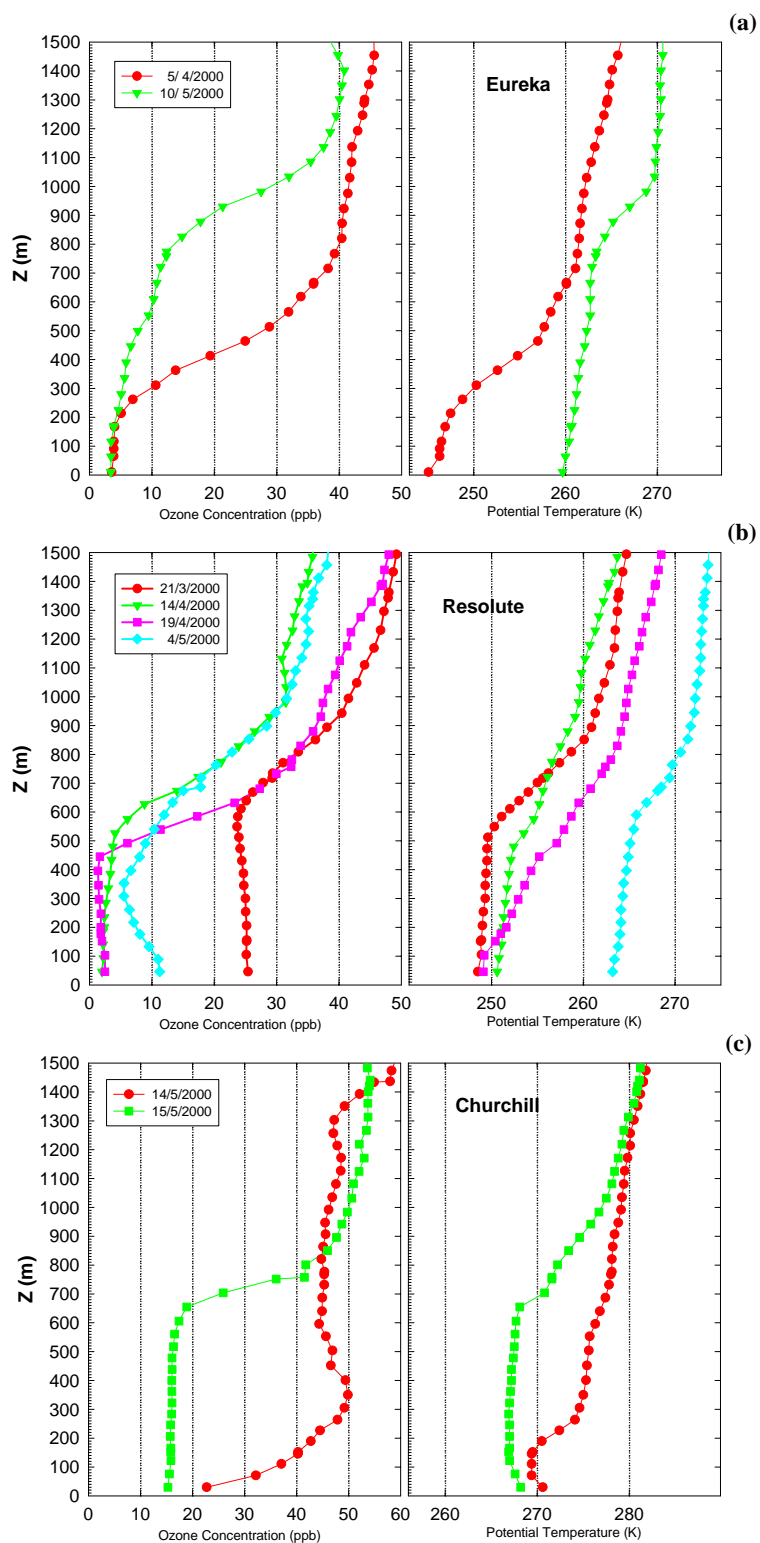 (a)
1500
1400
1300
1200
1100
1000
900
800
700
600
500
400
300
200
100
0
Z (m)
5/ 4/2000
10/ 5/2000
Eureka
0 10 20 30 40 50
250 260 270
Ozone Concentration (ppb)
Potential Temperature (K)
(b)
1500
1400
1300
1200
1100
1000
900
800
700
600
500
400
300
200
100
0
Z (m)
21/3/2000
14/4/2000
19/4/2000
4/5/2000
Resolute
0 10 20 30 40 50
250 260 270
Ozone Concentration (ppb)
Potential Temperature (K)
(c)
1500
1400
1300
1200
1100
1000
900
800
700
600
500
400
300
200
100
0
Z (m)
14/5/2000
15/5/2000
Churchill
0 10 20 30 40 50 60
260 270 280
Ozone Concentration (ppb)
Potential Temperature (K)